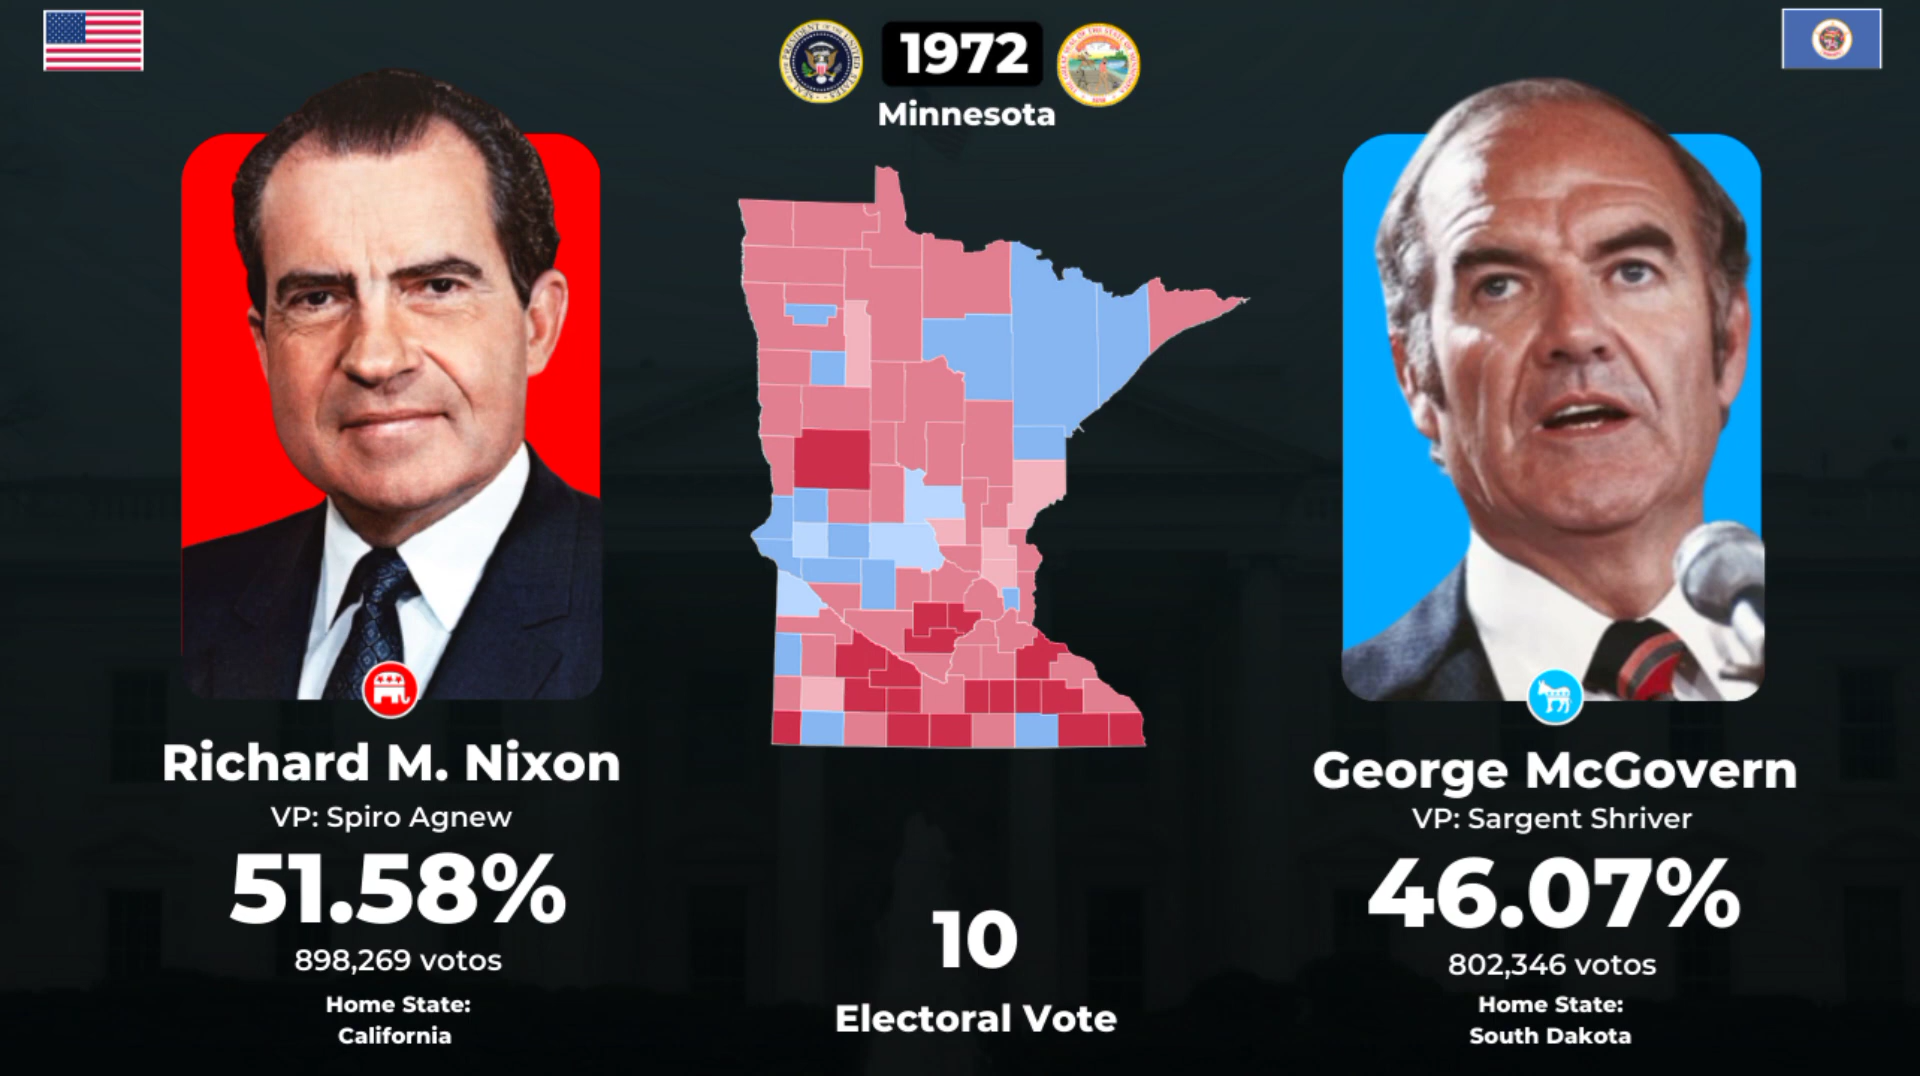 1972
Minnesota
Richard M. Nixon
VP: Spiro Agnew
51.58%
898,269 votos
Home State:
California
10
Electoral Vote
George McGovern
VP: Sargent Shriver
46.07%
802,346 votos
Home State:
South Dakota